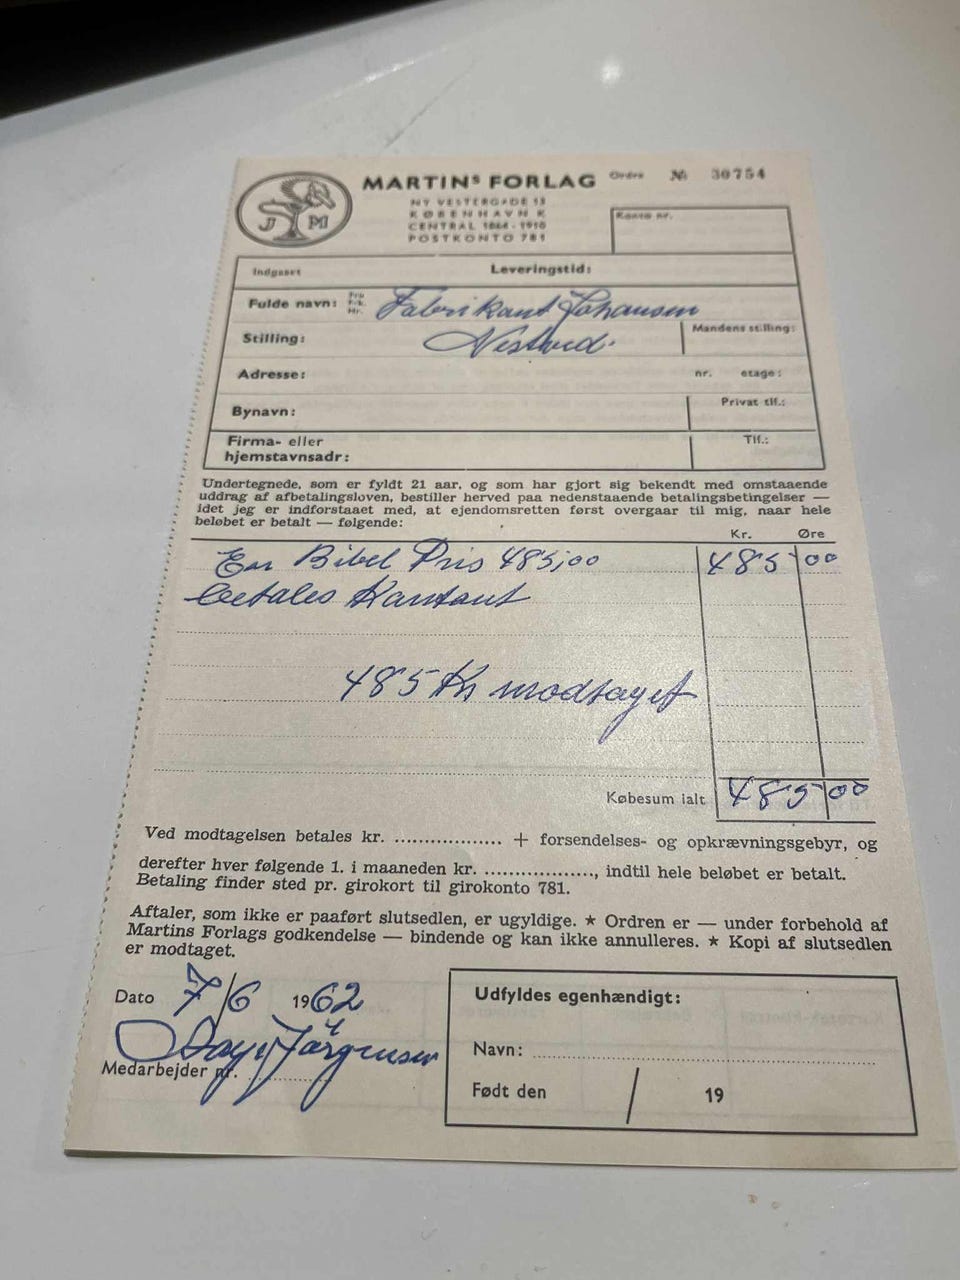 J M
MARTINS FORLAG
Ordre № 30754
NY VESTERGADE 13
KØBENHAVN K
CENTRAL 1868 - 1910
POSTKONTO 781
Konto nr.
Indgaaet Leveringstid:
Fulde navn: Fru Frk. Hr. Fabrikant Johansen
Stilling: Nestved. Mandens stilling:
Adresse: nr. etage:
Bynavn: Privat tlf.:
Firma- eller
hjemstavnsadr: Tlf.:
Undertegnede, som er fyldt 21 aar, og som har gjort sig bekendt med omstaaende
uddrag af afbetalingsloven, bestiller herved paa nedenstaaende betalingsbetingelser —
idet jeg er indforstaaet med, at ejendomsretten først overgaar til mig, naar hele
beløbet er betalt — følgende:
Kr. Øre
Een Bibel Pris 485,00 485 00
betales Kontant
485 Kr modtaget
Købesum ialt 485 00
Ved modtagelsen betales kr. .................. + forsendelses- og opkrævningsgebyr, og
derefter hver følgende 1. i maaneden kr. .................., indtil hele beløbet er betalt.
Betaling finder sted pr. girokort til girokonto 781.
Aftaler, som ikke er paaført slutsedlen, er ugyldige. ★ Ordren er — under forbehold af
Martins Forlags godkendelse — bindende og kan ikke annulleres. ★ Kopi af slutsedlen
er modtaget.
Dato 7/6 1962
Jørgensen
Medarbejder nr. ..............
Udfyldes egenhændigt:
Navn: ..............................
Født den / 19